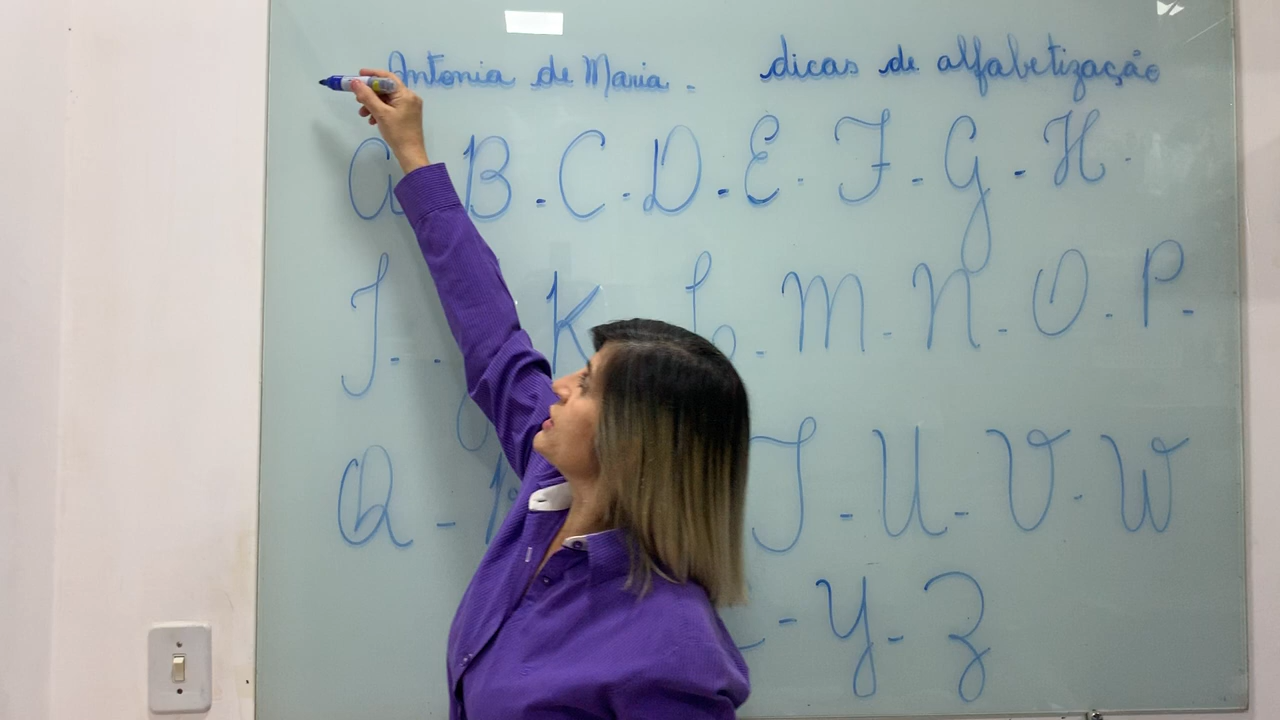 Antonia de Maria. dicas de alfabetização
A B . C . D . E . F . G . H .
J . . K L . M . N . O . P .
Q - T - U - V . W
- Y - Z